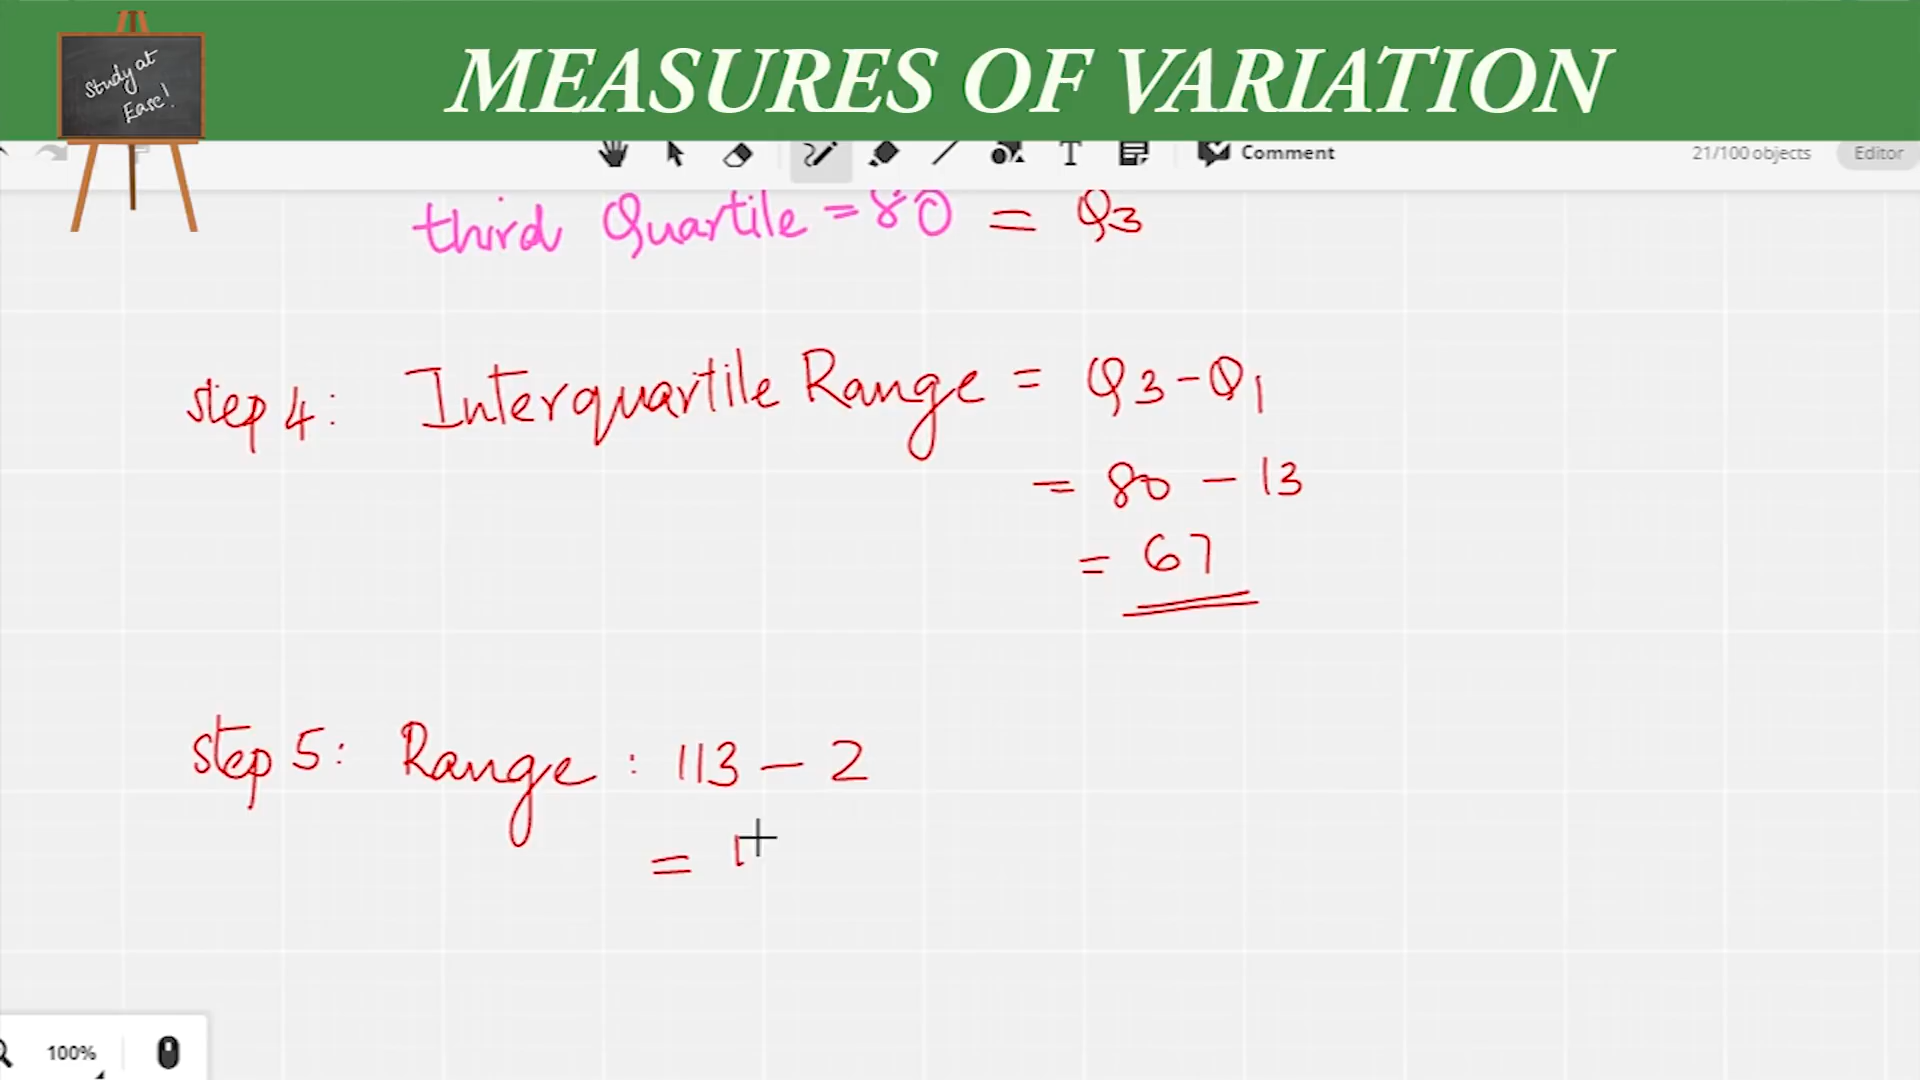 Study at
Ease!
MEASURES OF VARIATION
T
Comment
21/100 objects
Editor
third Quartile = 80 = Q3
Step 4: Interquartile Range = Q3 - Q1
= 80 - 13
= 67
Step 5: Range : 113 - 2
= 1
100%